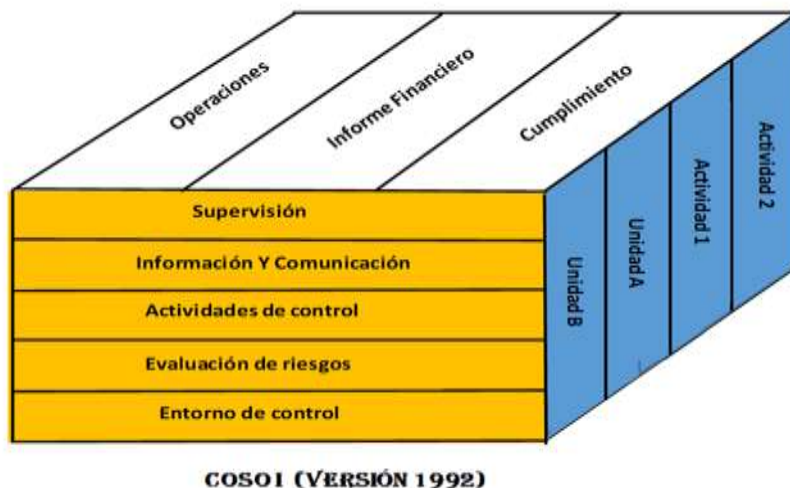 Operaciones
Informe Financiero
Cumplimiento
Supervisión
Información Y Comunicación
Actividades de control
Evaluación de riesgos
Entorno de control
Unidad B
Unidad A
Actividad 1
Actividad 2
COSO I (VERSIÓN 1992)